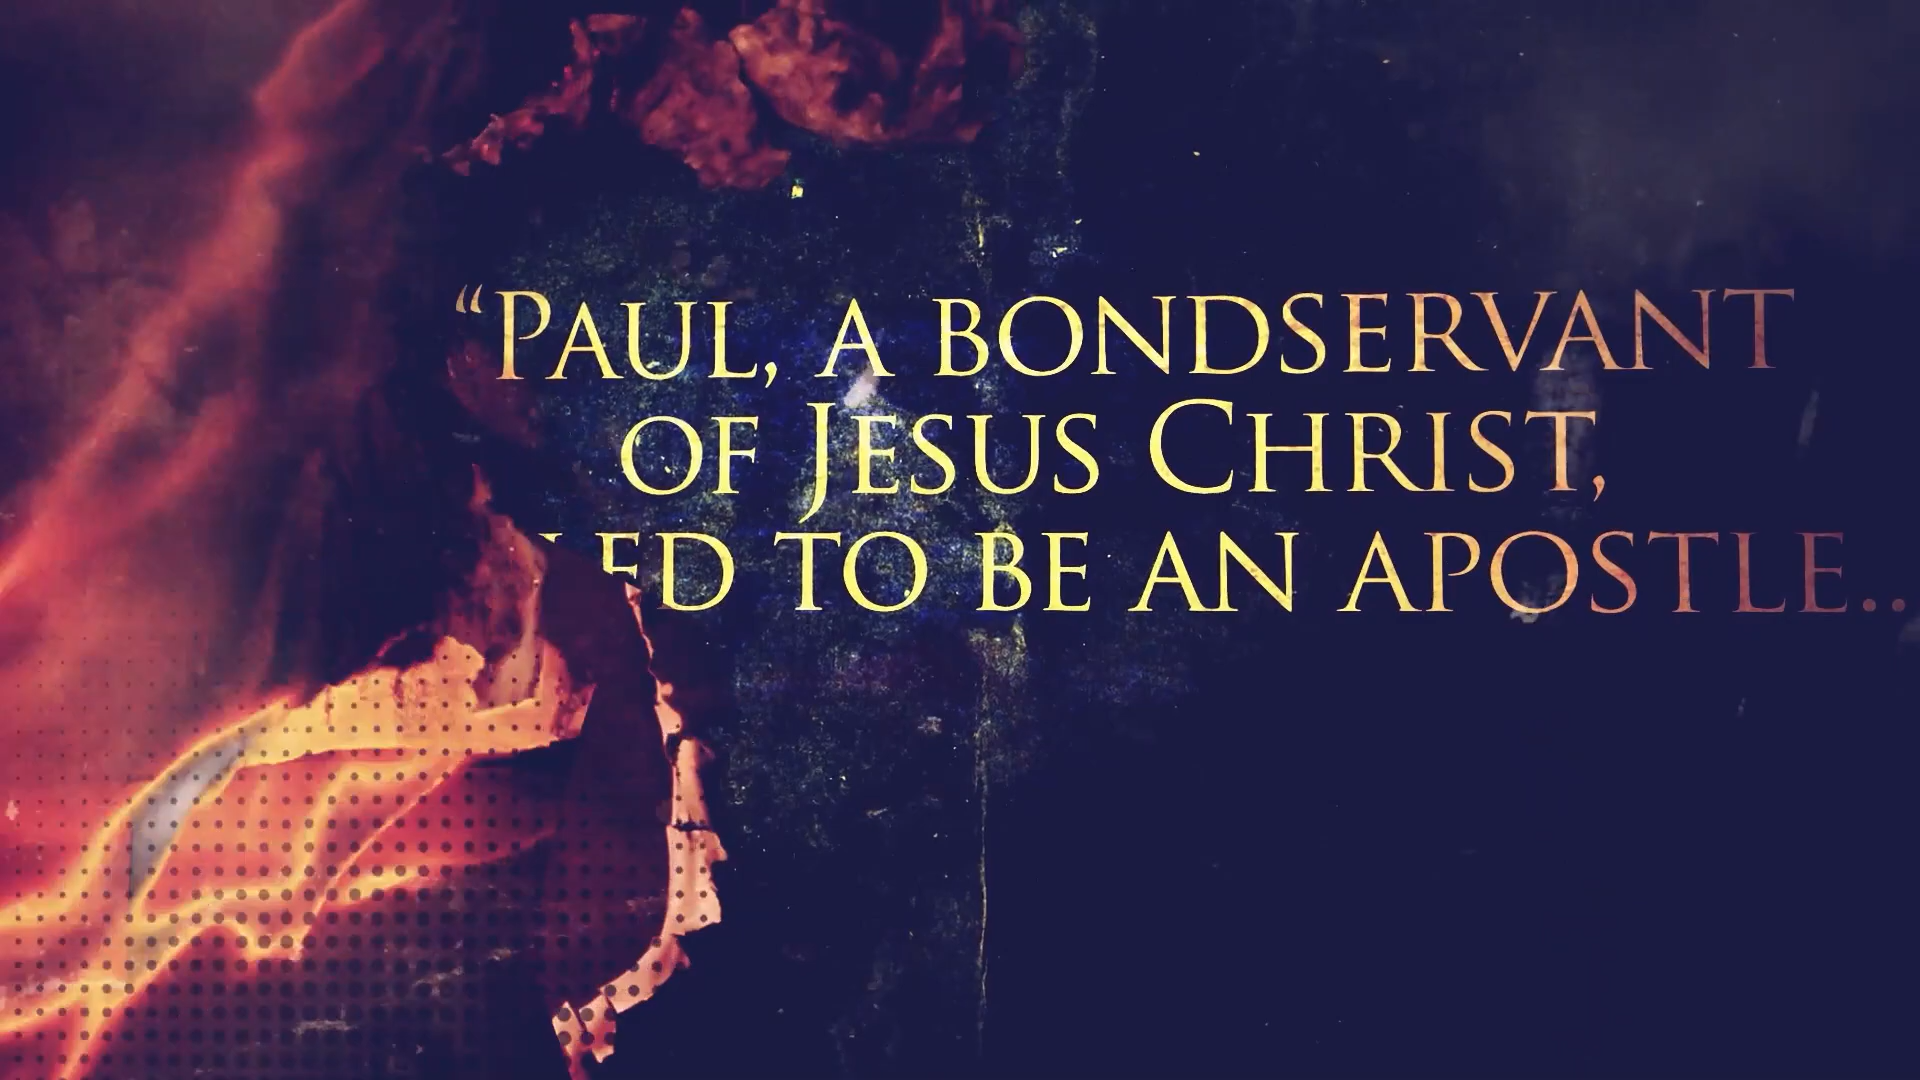 “Paul, a bondservant
of Jesus Christ,
to be an apostle..